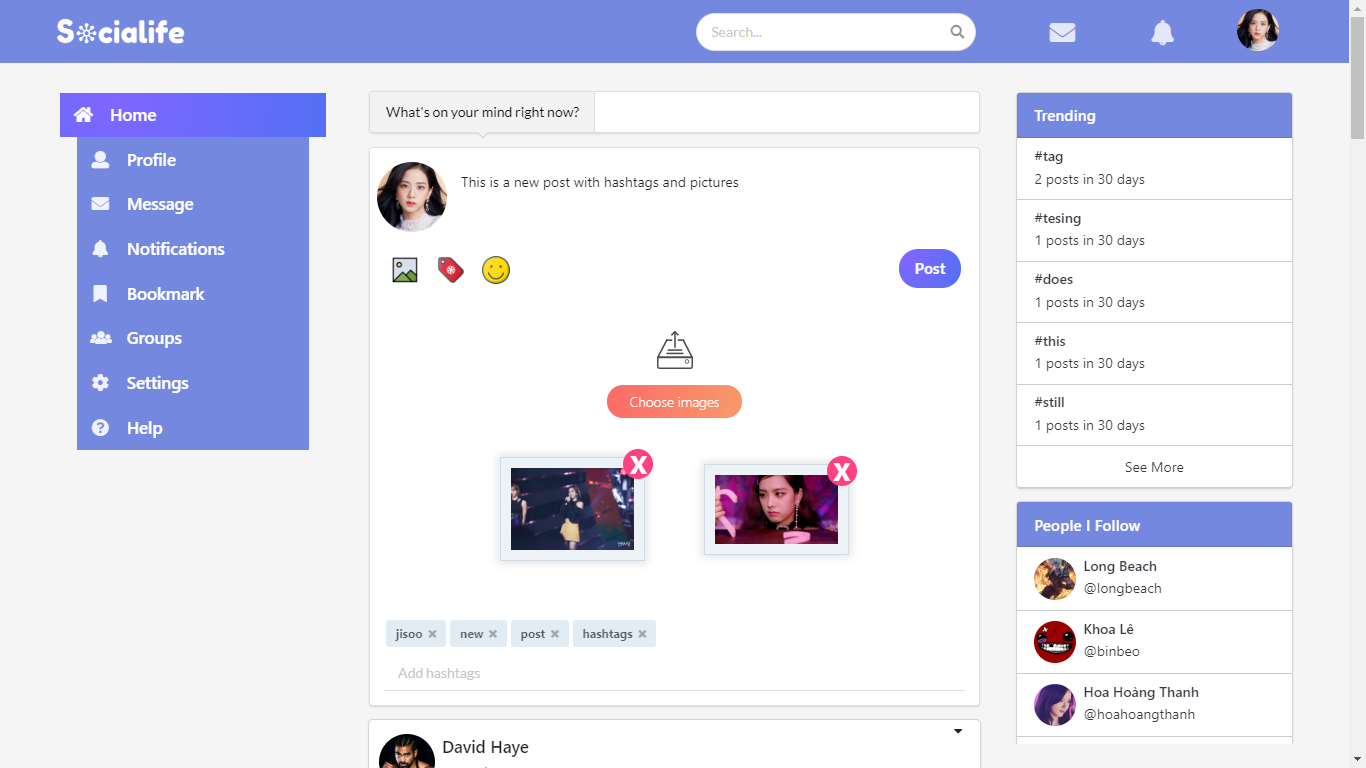 Socialife
Search...
Home
Profile
Message
Notifications
Bookmark
Groups
Settings
Help
What's on your mind right now?
This is a new post with hashtags and pictures
Post
Choose images
X
X
jisoo
new
post
hashtags
Add hashtags
David Haye
Trending
#tag
2 posts in 30 days
#tesing
1 posts in 30 days
#does
1 posts in 30 days
#this
1 posts in 30 days
#still
1 posts in 30 days
See More
People I Follow
Long Beach
@longbeach
Khoa Lê
@binbeo
Hoa Hoàng Thanh
@hoahoangthanh